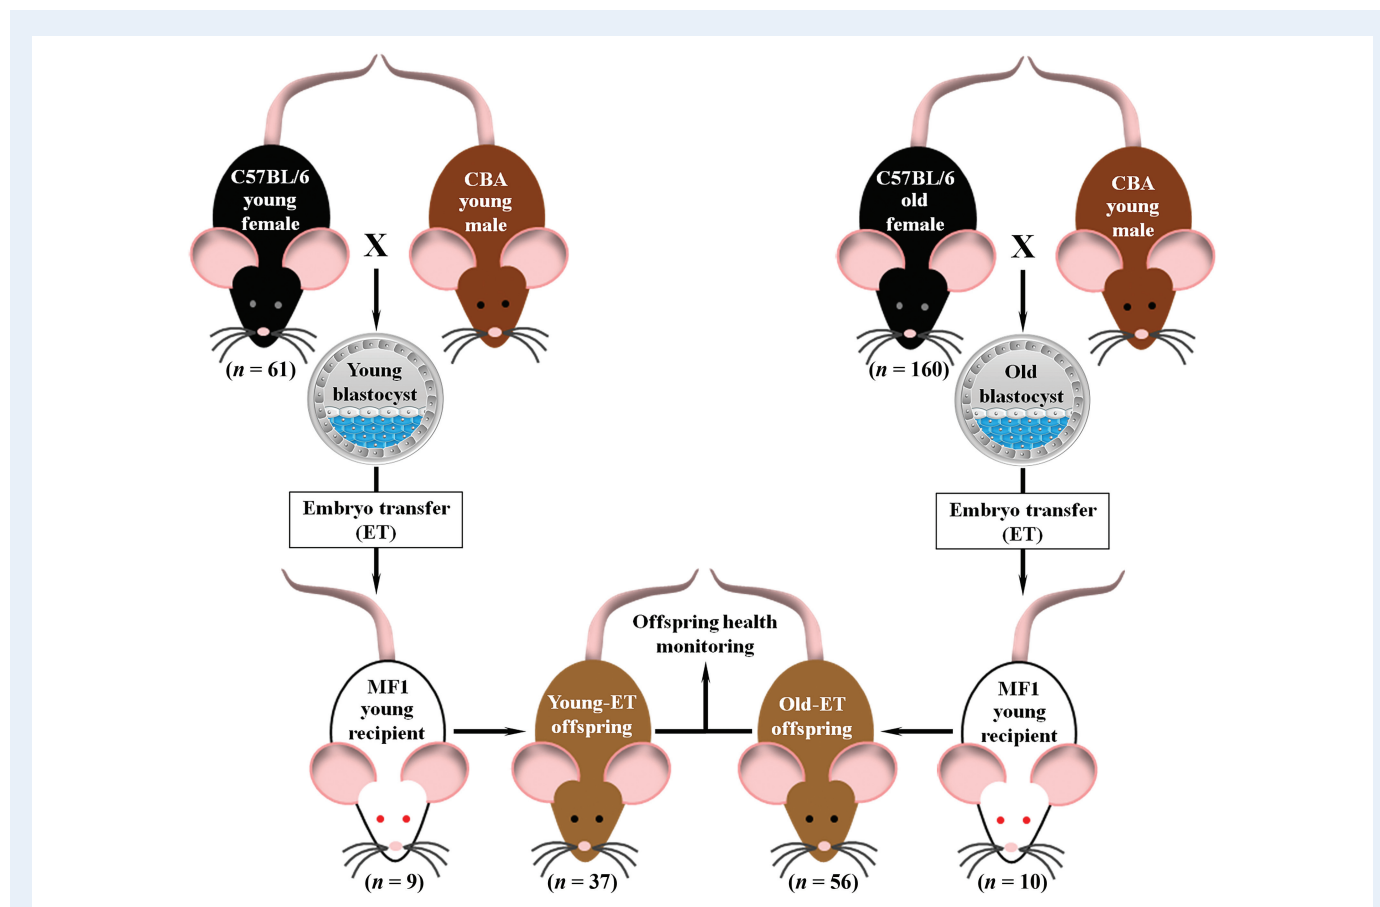 C57BL/6
young
female
CBA
young
male
X
(n = 61)
Young
blastocyst
Embryo transfer
(ET)
C57BL/6
old
female
CBA
young
male
X
(n = 160)
Old
blastocyst
Embryo transfer
(ET)
MF1
young
recipient
(n = 9)
Young-ET
offspring
(n = 37)
Offspring health
monitoring
Old-ET
offspring
(n = 56)
MF1
young
recipient
(n = 10)